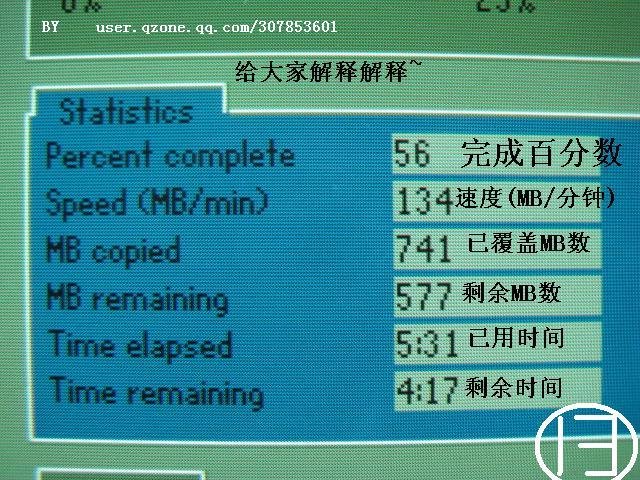 0% 25%
BY user.qzone.qq.com/307853601
给大家解释解释~
Statistics
Percent complete 56 完成百分数
Speed (MB/min) 134 速度(MB/分钟)
MB copied 741 已覆盖MB数
MB remaining 577 剩余MB数
Time elapsed 5:31 已用时间
Time remaining 4:17 剩余时间